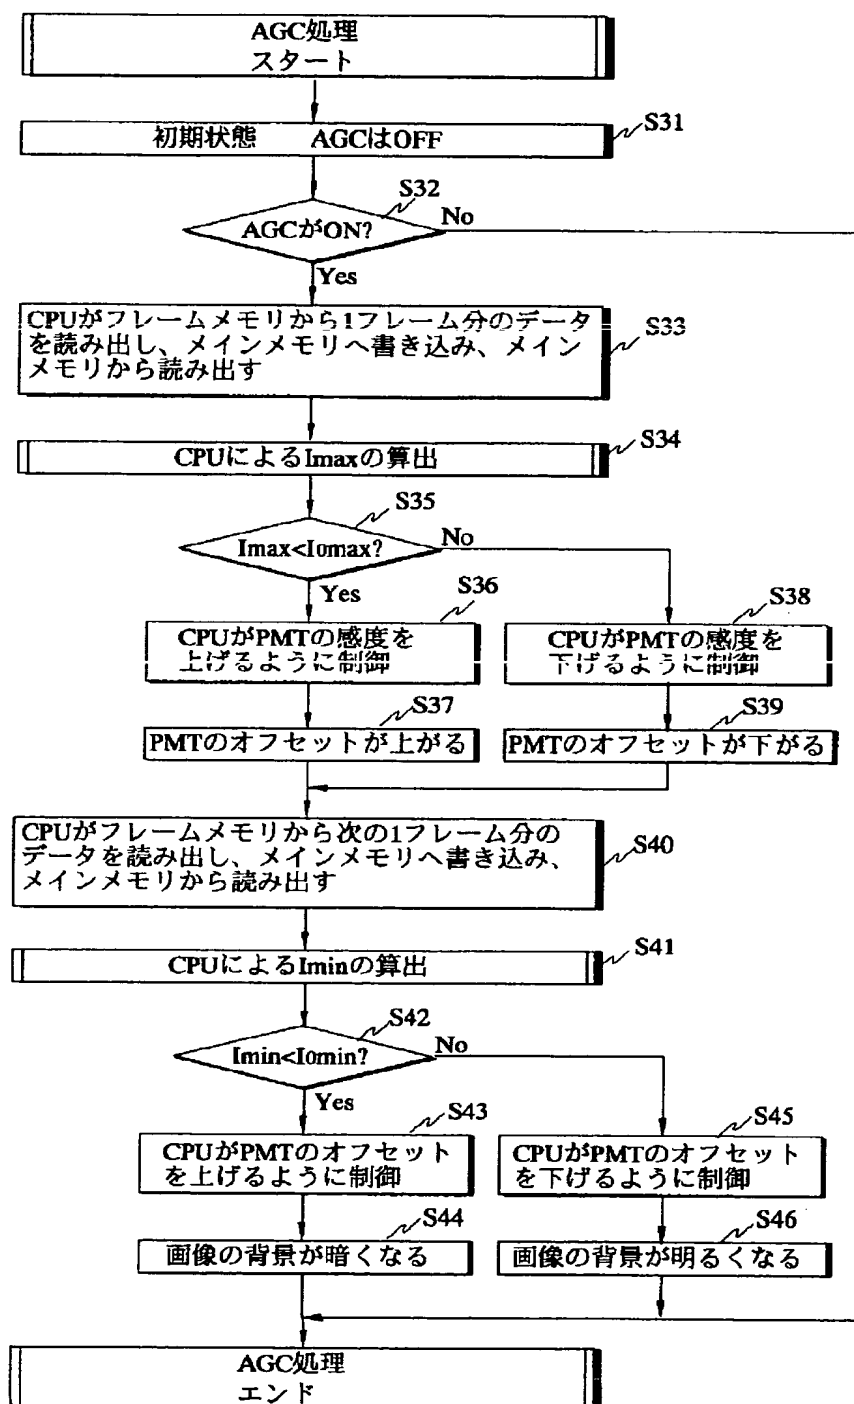 AGC処理
スタート
初期状態 AGCはOFF
S31
S32
AGCがON?
No
Yes
CPUがフレームメモリから1フレーム分のデータ
を読み出し、メインメモリへ書き込み、メイン
メモリから読み出す
S33
CPUによるImaxの算出
S34
S35
Imax<Iomax?
No
Yes
S36
CPUがPMTの感度を
上げるように制御
S38
CPUがPMTの感度を
下げるように制御
S37
PMTのオフセットが上がる
S39
PMTのオフセットが下がる
CPUがフレームメモリから次の1フレーム分の
データを読み出し、メインメモリへ書き込み、
メインメモリから読み出す
S40
CPUによるIminの算出
S41
S42
Imin<Iomin?
No
Yes
S43
CPUがPMTのオフセット
を上げるように制御
S45
CPUがPMTのオフセット
を下げるように制御
S44
画像の背景が暗くなる
S46
画像の背景が明るくなる
AGC処理
エンド